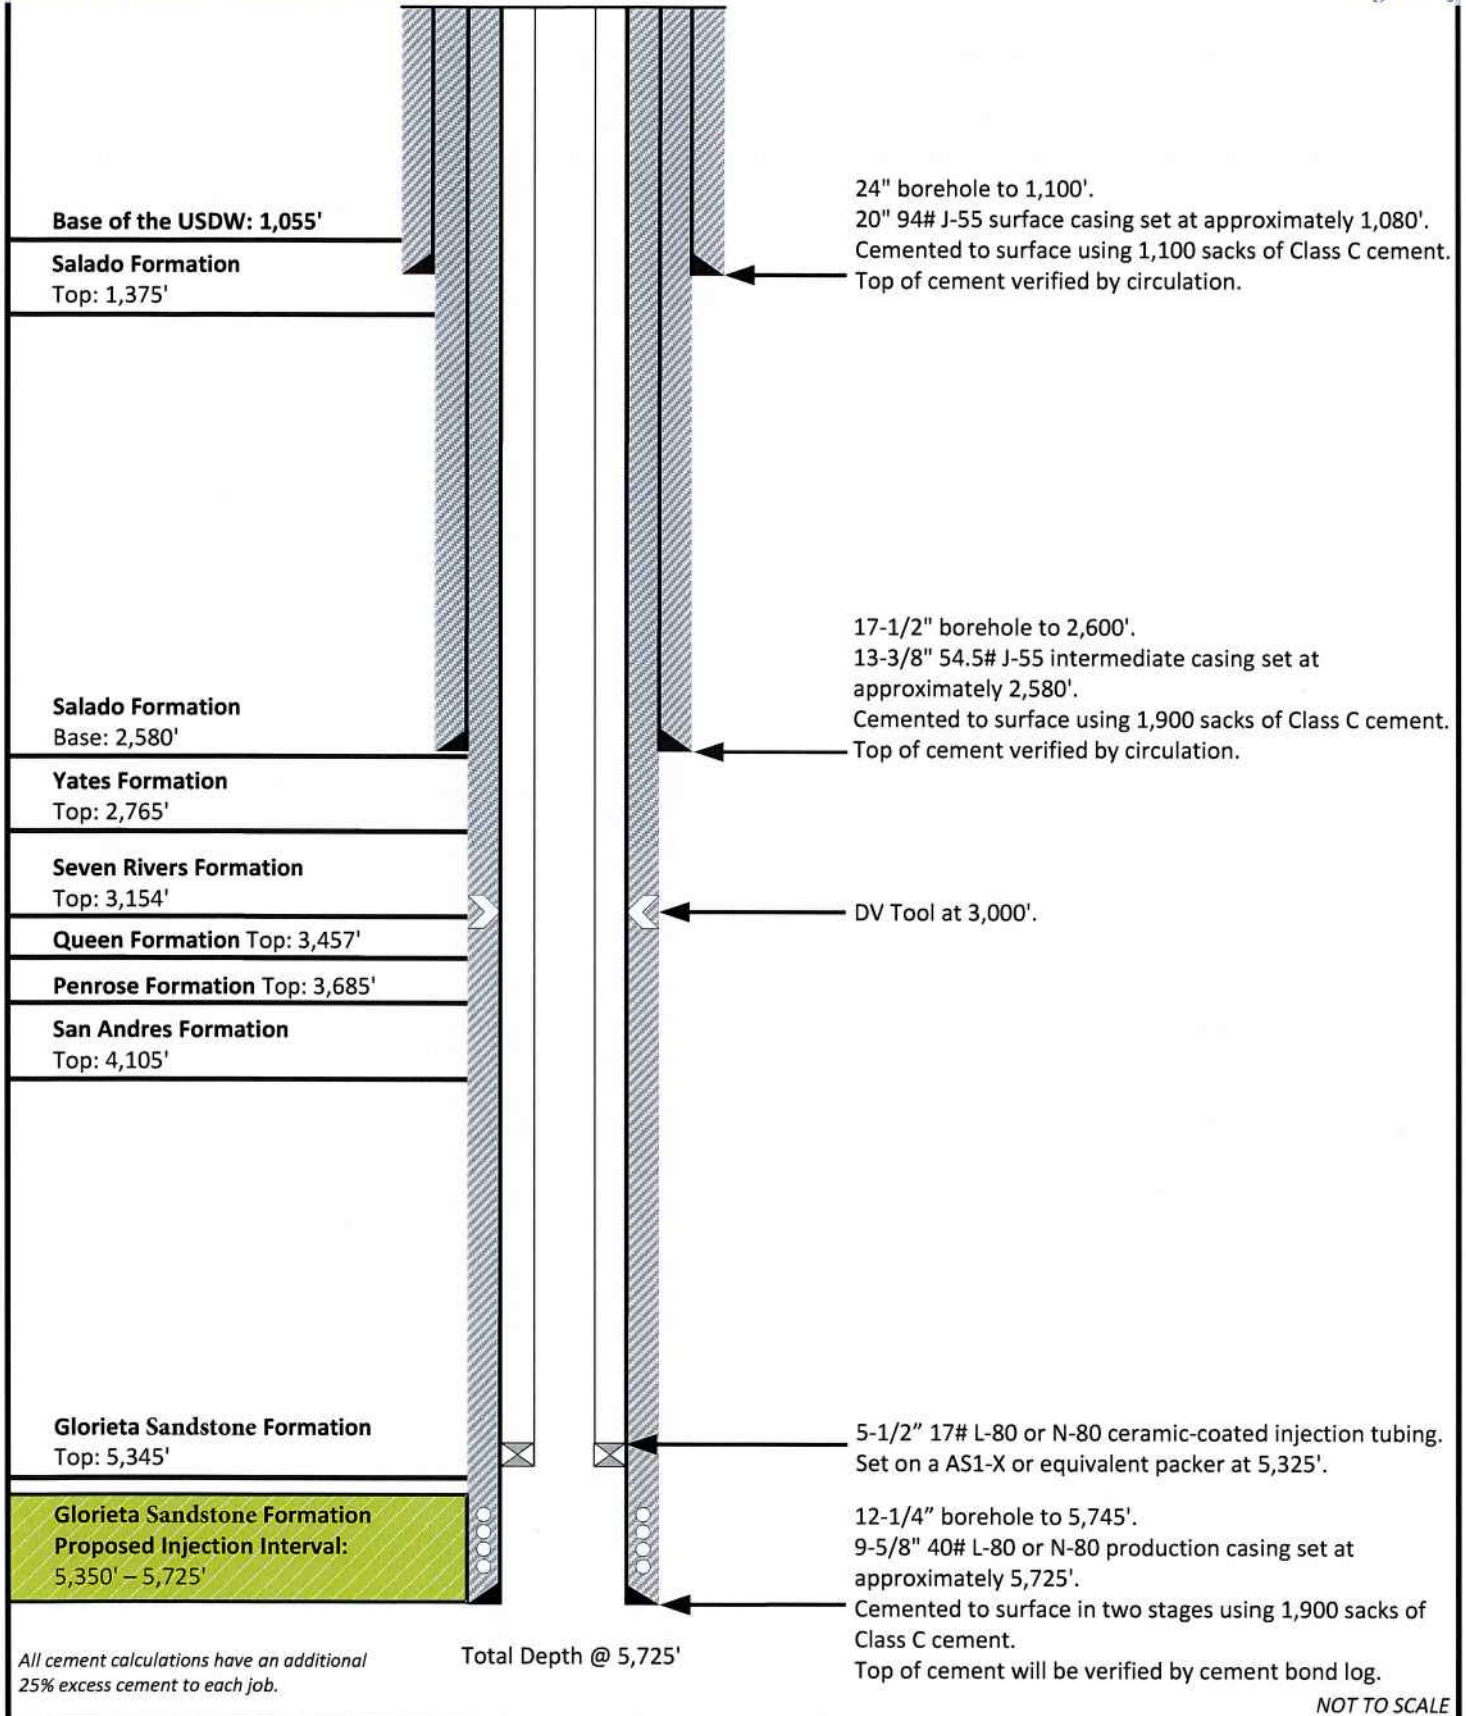 Base of the USDW: 1,055'
Salado Formation
Top: 1,375'
24" borehole to 1,100'.
20" 94# J-55 surface casing set at approximately 1,080'.
Cemented to surface using 1,100 sacks of Class C cement.
Top of cement verified by circulation.
17-1/2" borehole to 2,600'.
13-3/8" 54.5# J-55 intermediate casing set at
approximately 2,580'.
Cemented to surface using 1,900 sacks of Class C cement.
Top of cement verified by circulation.
Salado Formation
Base: 2,580'
Yates Formation
Top: 2,765'
Seven Rivers Formation
Top: 3,154'
DV Tool at 3,000'.
Queen Formation Top: 3,457'
Penrose Formation Top: 3,685'
San Andres Formation
Top: 4,105'
Glorieta Sandstone Formation
Top: 5,345'
5-1/2” 17# L-80 or N-80 ceramic-coated injection tubing.
Set on a AS1-X or equivalent packer at 5,325'.
Glorieta Sandstone Formation
Proposed Injection Interval:
5,350' – 5,725'
12-1/4” borehole to 5,745'.
9-5/8" 40# L-80 or N-80 production casing set at
approximately 5,725'.
Cemented to surface in two stages using 1,900 sacks of
Class C cement.
Top of cement will be verified by cement bond log.
Total Depth @ 5,725'
All cement calculations have an additional
25% excess cement to each job.
NOT TO SCALE